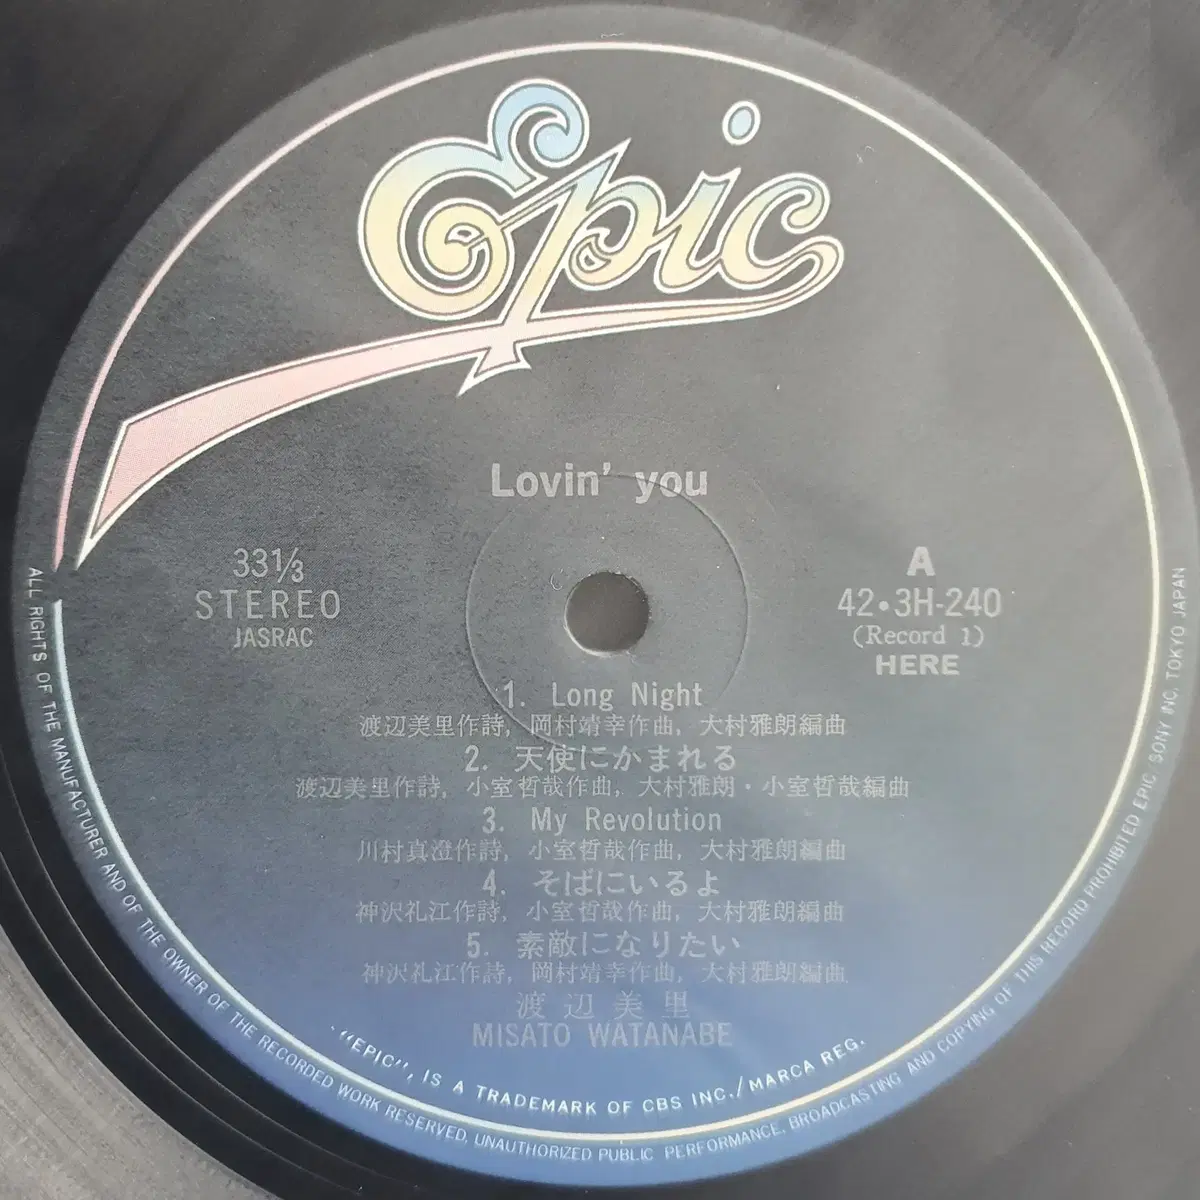 Epic
Lovin' you
33 1/3
STEREO
JASRAC
A
42・3H-240
(Record 1)
HERE
1. Long Night
渡辺美里作詩, 岡村靖幸作曲, 大村雅朗編曲
2. 天使にかまれる
渡辺美里作詩, 小室哲哉作曲, 大村雅朗・小室哲哉編曲
3. My Revolution
川村真澄作詩, 小室哲哉作曲, 大村雅朗編曲
4. そばにいるよ
神沢礼江作詩, 小室哲哉作曲, 大村雅朗編曲
5. 素敵になりたい
神沢礼江作詩, 岡村靖幸作曲, 大村雅朗編曲
渡辺美里
MISATO WATANABE
"EPIC", IS A TRADEMARK OF CBS INC./MARCA REG.
ALL RIGHTS OF THE MANUFACTURER AND OF THE OWNER OF THE RECORDED WORK RESERVED, UNAUTHORIZED PUBLIC PERFORMANCE, BROADCASTING AND COPYING OF THIS RECORD PROHIBITED EPIC SONY INC. TOKYO JAPAN